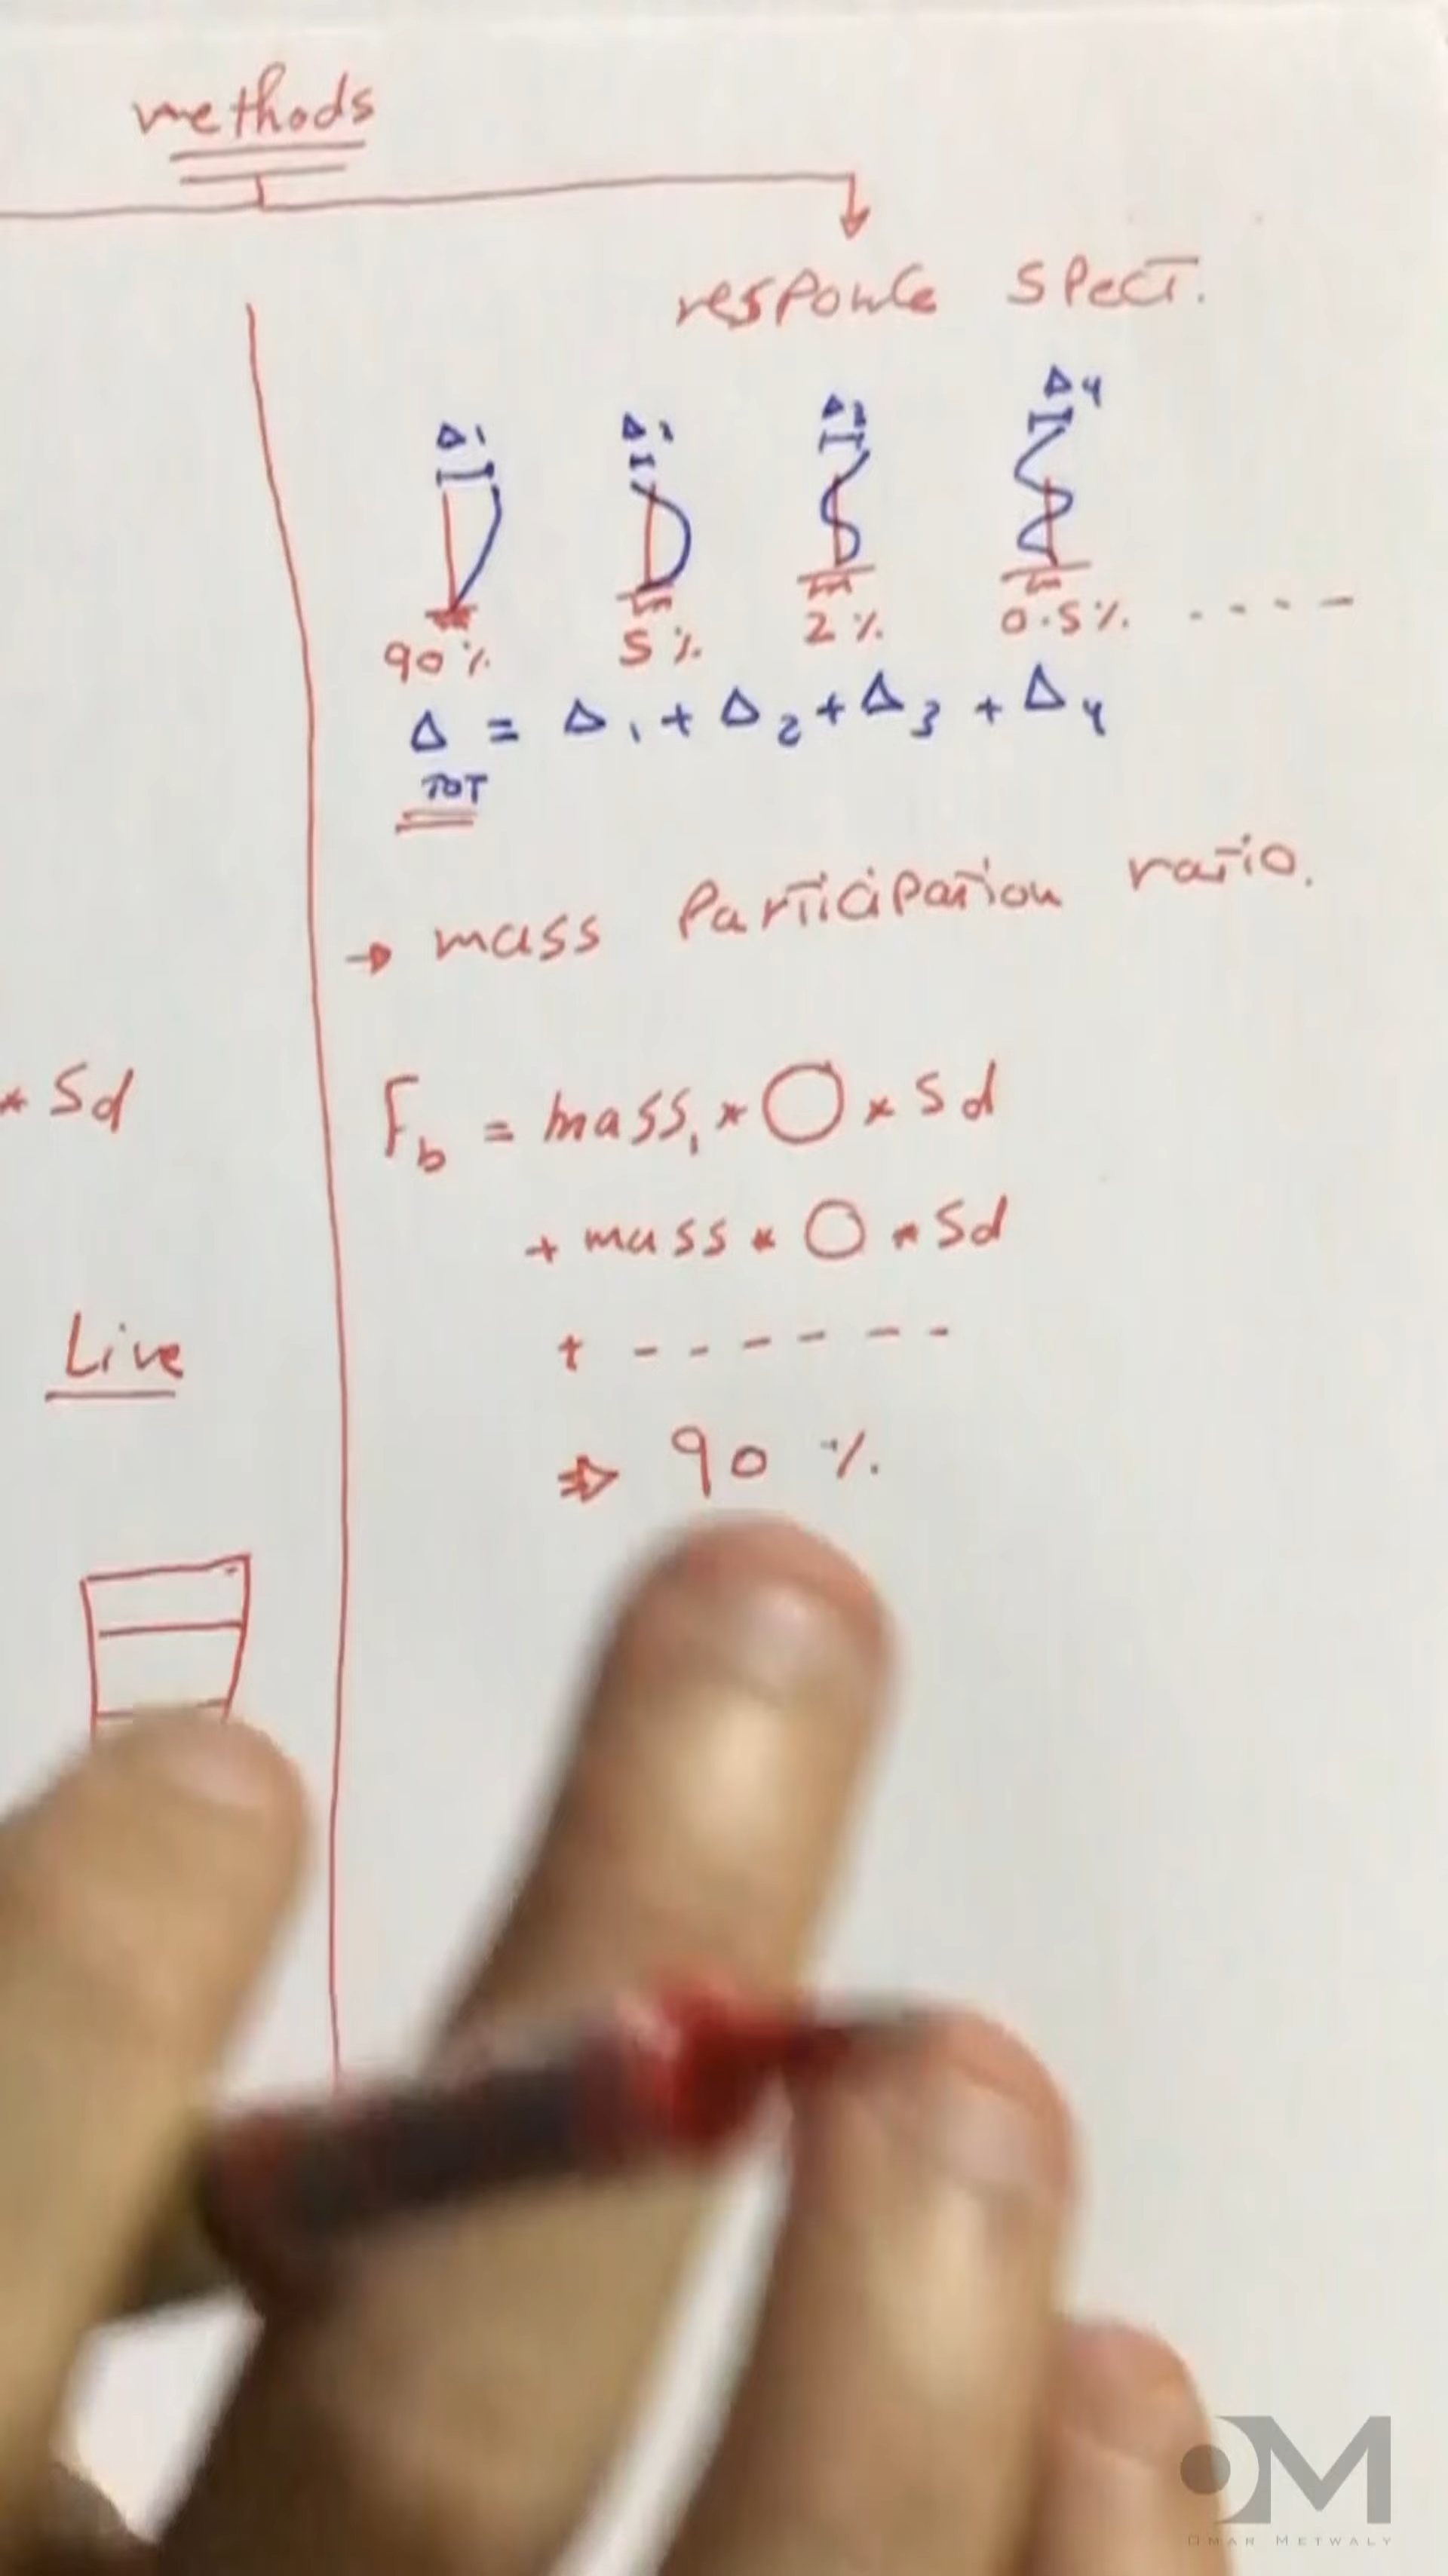 methods
responce spect.
Δ1 Δ2 Δ3 Δ4
90% 5% 2% 0.5% ----
Δ = Δ1 + Δ2 + Δ3 + Δ4
TOT
→ mass Participation ratio.
* Sd
Fb = mass1 * O * Sd
+ mass * O * Sd
Live
+ ------
⇒ 90 %.
OM
OMAR METWALY